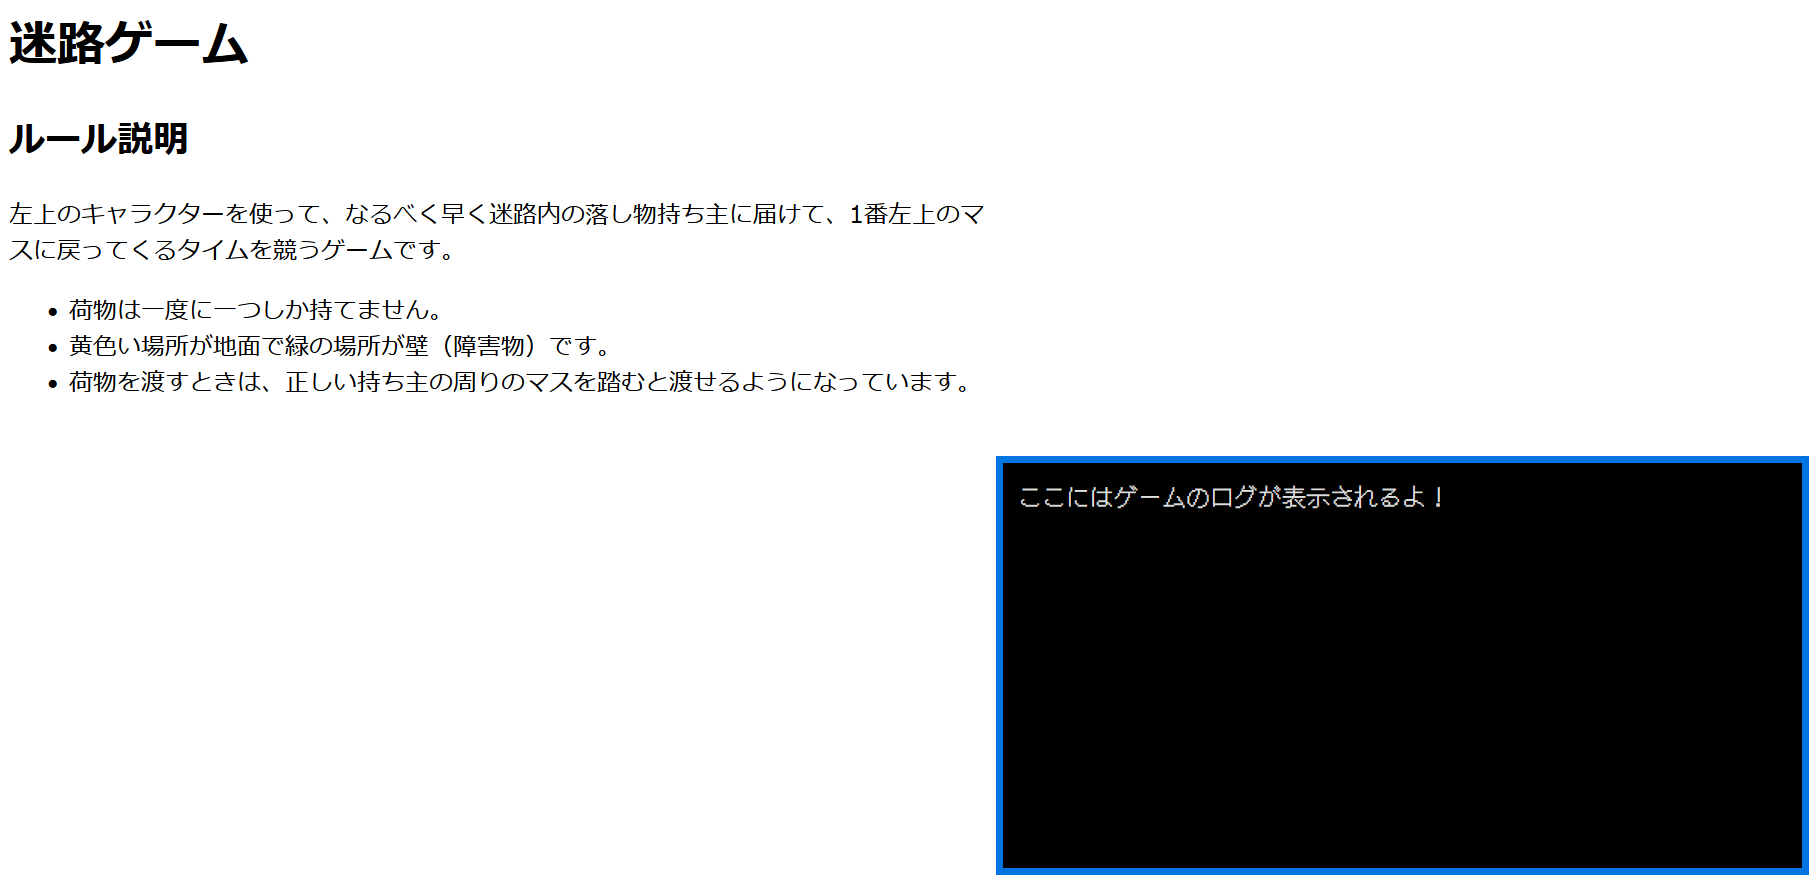 迷路ゲーム
ルール説明
左上のキャラクターを使って、なるべく早く迷路内の落し物持ち主に届けて、1番左上のマ
スに戻ってくるタイムを競うゲームです。
• 荷物は一度に一つしか持てません。
• 黄色い場所が地面で緑の場所が壁（障害物）です。
• 荷物を渡すときは、正しい持ち主の周りのマスを踏むと渡せるようになっています。
ここにはゲームのログが表示されるよ！